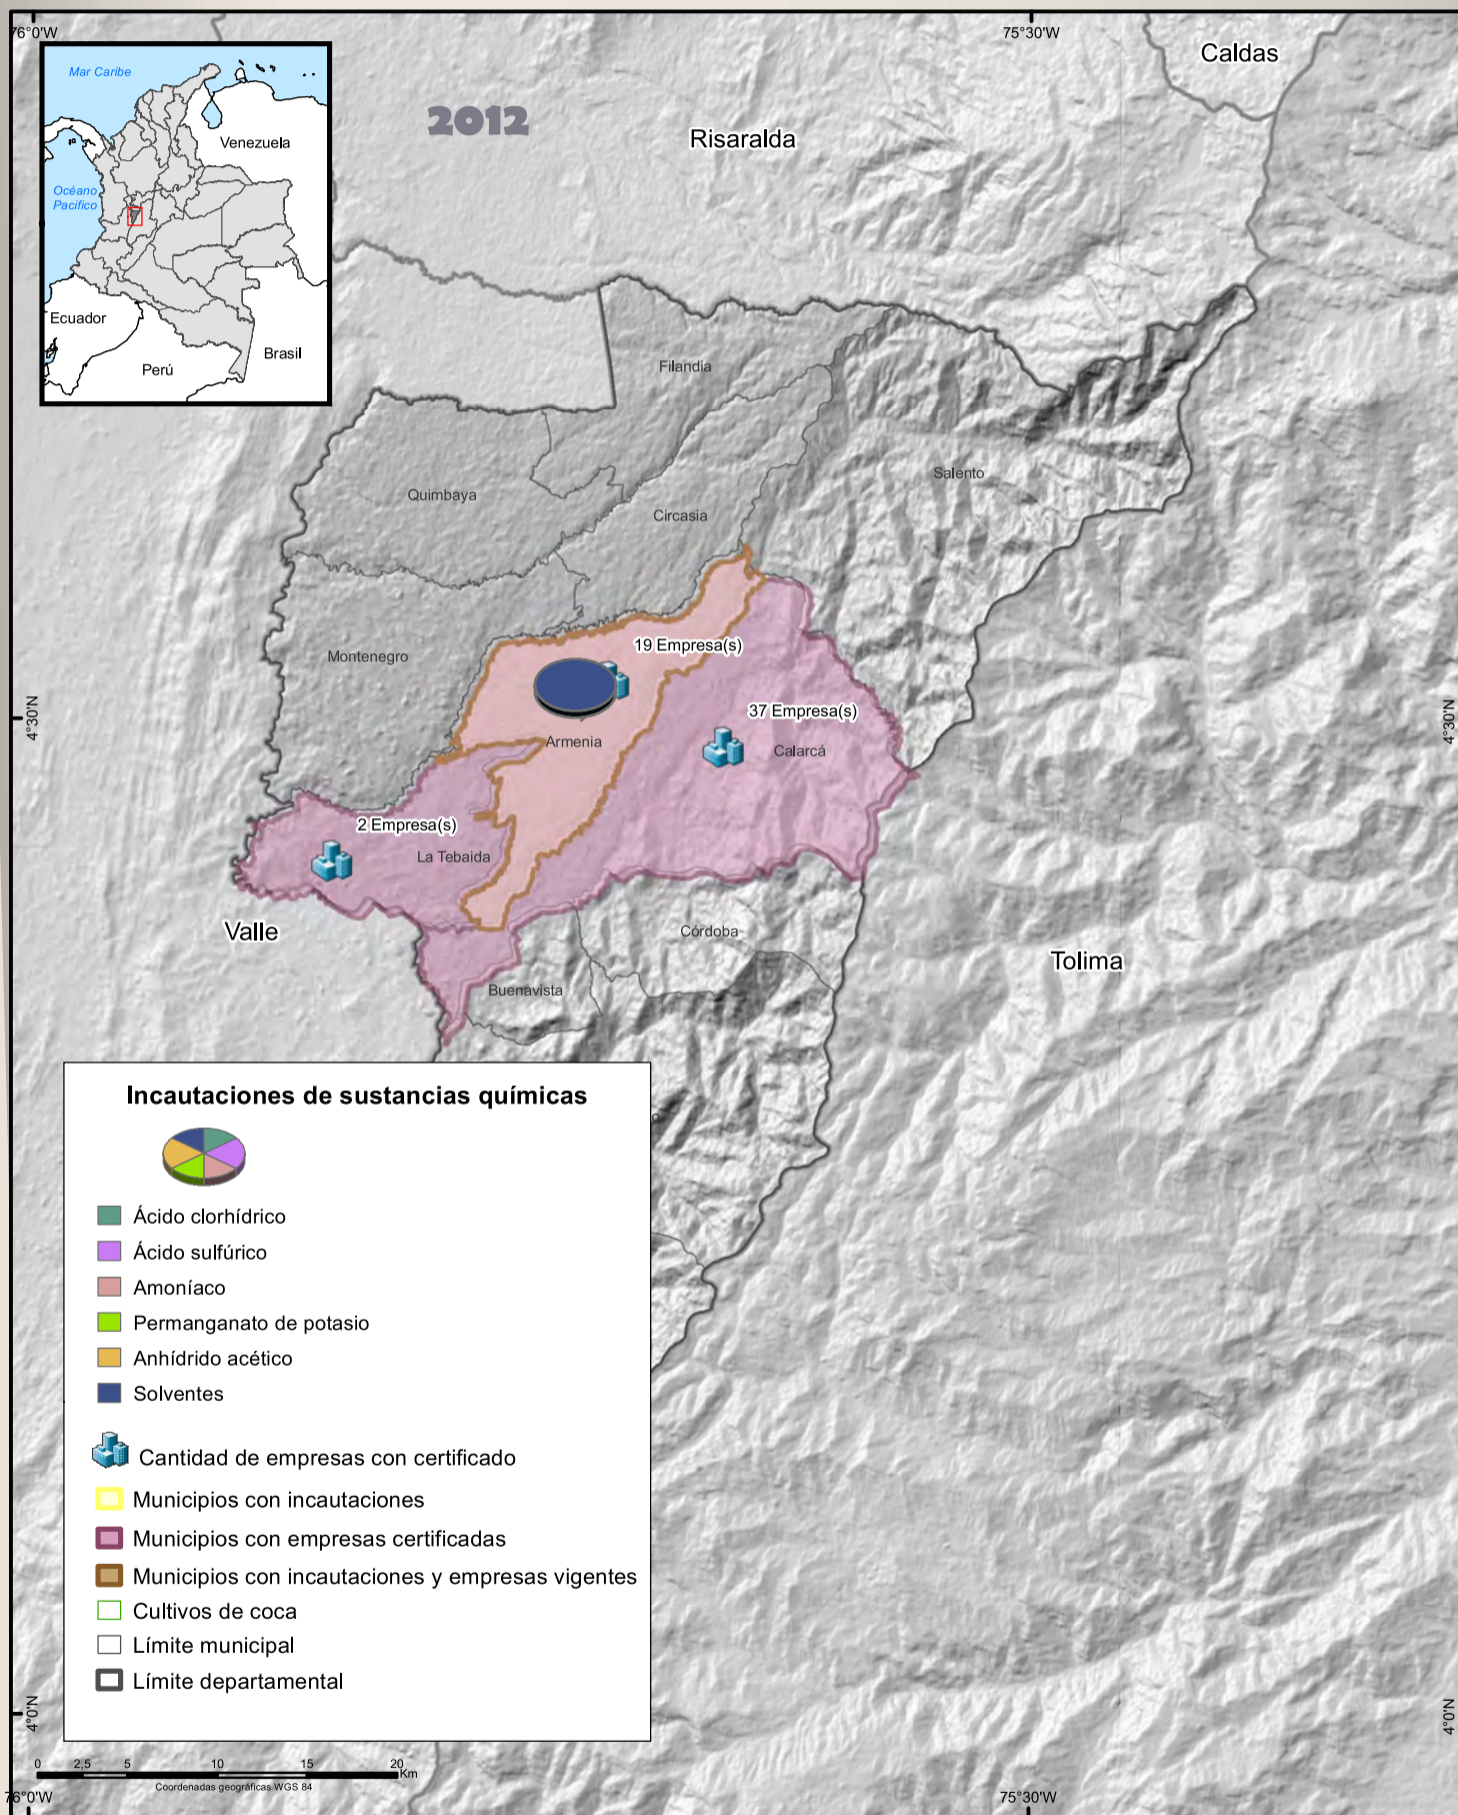 76°0'W
75°30'W
Caldas
Mar Caribe
2012
Risaralda
Venezuela
Océano
Pacifico
Ecuador
Brasil
Perú
Filandia
Salento
Quimbaya
Circasia
19 Empresa(s)
Montenegro
37 Empresa(s)
4°30'N
4°30'N
Armenia
Calarcá
2 Empresa(s)
La Tebaida
Valle
Córdoba
Tolima
Buenavista
Incautaciones de sustancias químicas
Ácido clorhídrico
Ácido sulfúrico
Amoníaco
Permanganato de potasio
Anhídrido acético
Solventes
Cantidad de empresas con certificado
Municipios con incautaciones
Municipios con empresas certificadas
Municipios con incautaciones y empresas vigentes
Cultivos de coca
Límite municipal
Límite departamental
4°0'N
4°0'N
0 2,5 5 10 15 20
Km
Coordenadas geográficas WGS 84
76°0'W
75°30'W